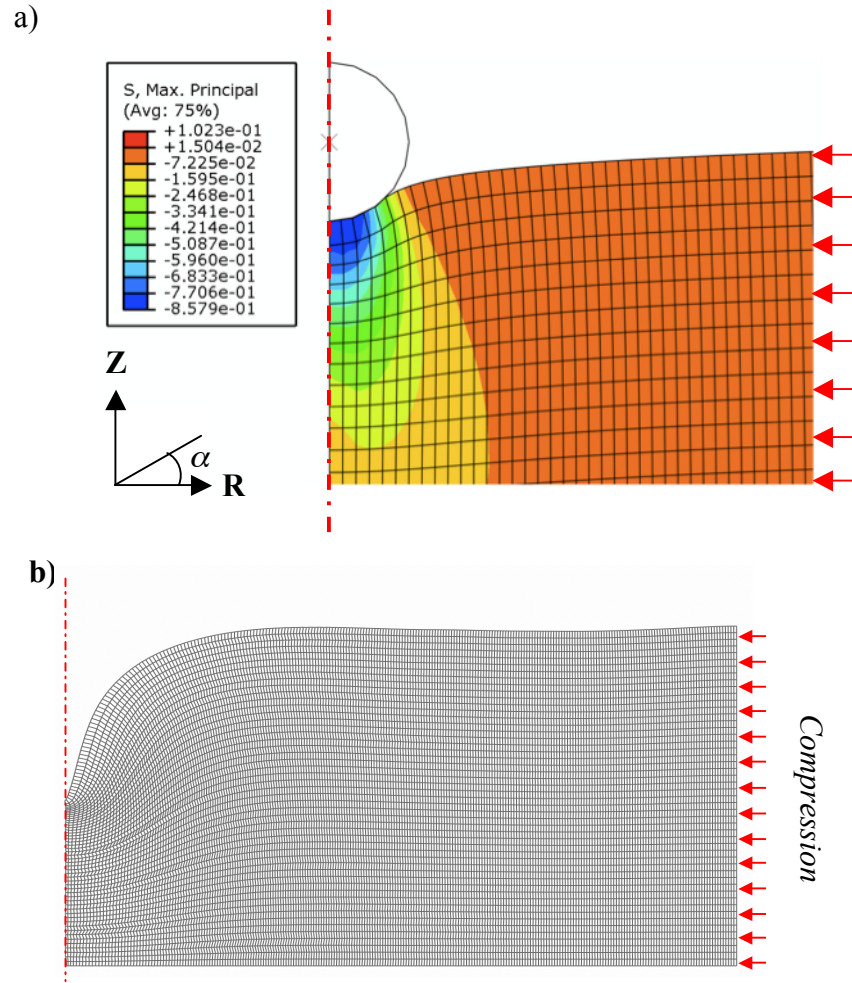 a)
S, Max. Principal
(Avg: 75%)
+1.023e-01
+1.504e-02
-7.225e-02
-1.595e-01
-2.468e-01
-3.341e-01
-4.214e-01
-5.087e-01
-5.960e-01
-6.833e-01
-7.706e-01
-8.579e-01
Z
α
R
b)
Compression